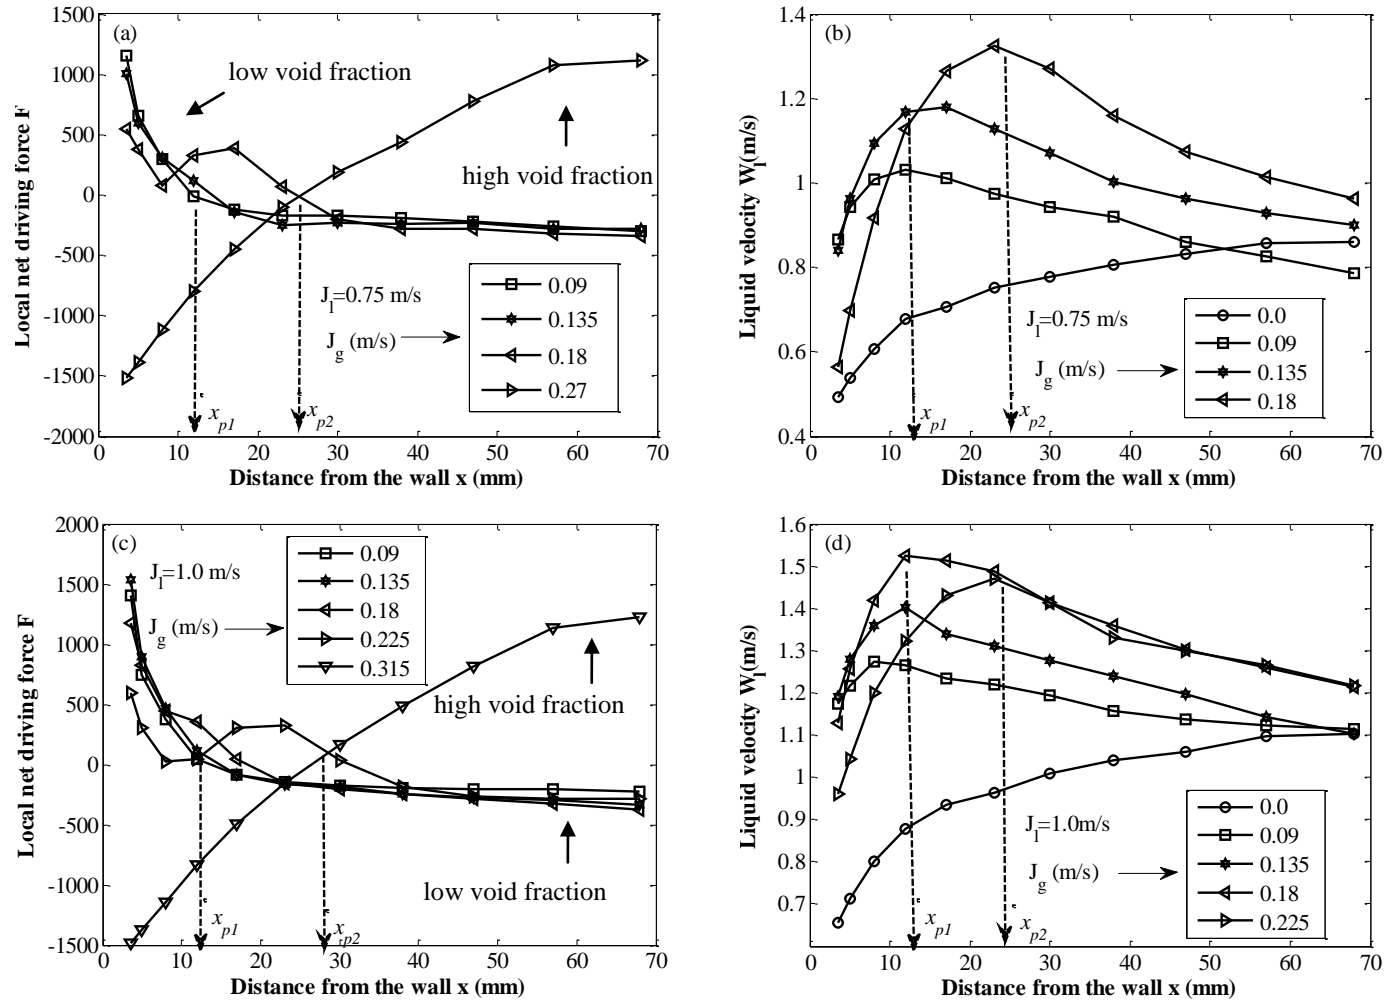 (a)
1500
1000
500
0
-500
-1000
-1500
-2000
Local net driving force F
low void fraction
high void fraction
J_l=0.75 m/s
J_g (m/s)
0.09
0.135
0.18
0.27
x_p1
x_p2
0 10 20 30 40 50 60 70
Distance from the wall x (mm)
(b)
1.4
1.2
1
0.8
0.6
0.4
Liquid velocity W_l(m/s)
J_l=0.75 m/s
J_g (m/s)
0.0
0.09
0.135
0.18
x_p1
x_p2
0 10 20 30 40 50 60 70
Distance from the wall x (mm)
(c)
2000
1500
1000
500
0
-500
-1000
-1500
Local net driving force F
J_l=1.0 m/s
J_g (m/s)
0.09
0.135
0.18
0.225
0.315
high void fraction
low void fraction
x_p1
x_p2
0 10 20 30 40 50 60 70
Distance from the wall x (mm)
(d)
1.6
1.5
1.4
1.3
1.2
1.1
1
0.9
0.8
0.7
Liquid velocity W_l(m/s)
J_l=1.0m/s
J_g (m/s)
0.0
0.09
0.135
0.18
0.225
x_p1
x_p2
0 10 20 30 40 50 60 70
Distance from the wall x (mm)